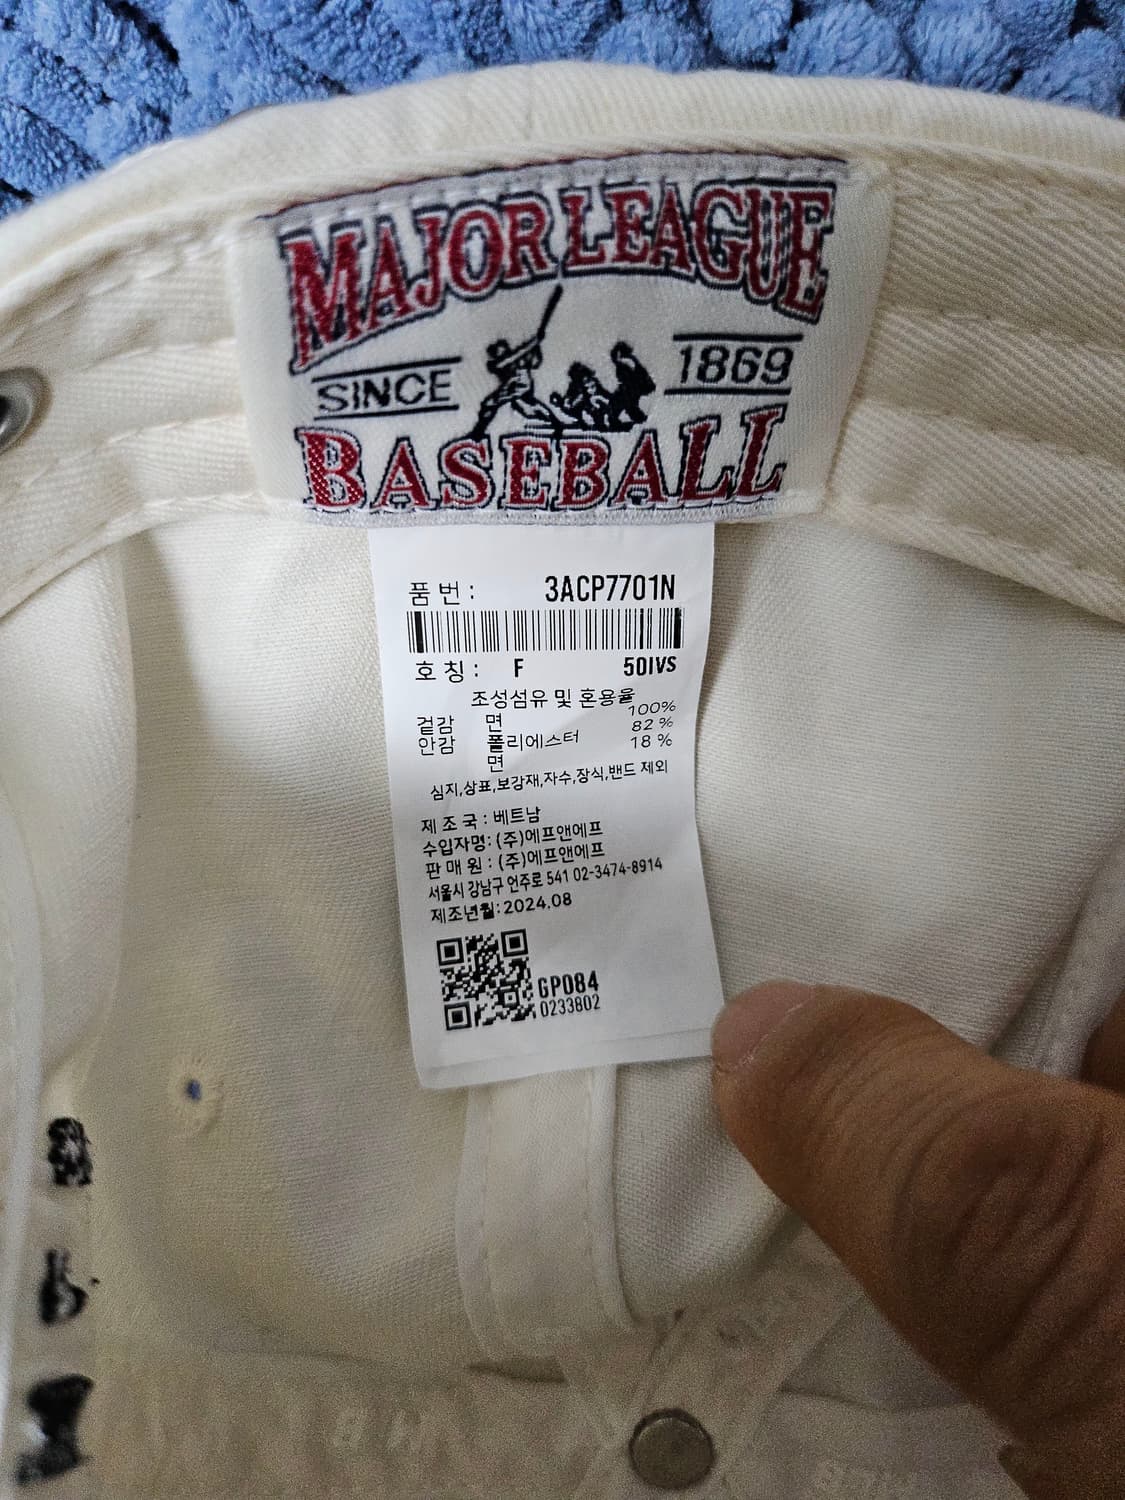 MAJOR LEAGUE
SINCE 1869
BASEBALL
품 번 : 3ACP7701N
호 칭 : F 50IVS
조성섬유 및 혼용율
겉감 면 100%
안감 폴리에스터 82 %
면 18 %
심지,상표,보강재,자수,장식,밴드 제외
제 조 국 : 베트남
수입자명: (주)에프앤에프
판 매 원 : (주)에프앤에프
서울시 강남구 언주로 541 02-3474-8914
제조년월:2024.08
GP084
0233802